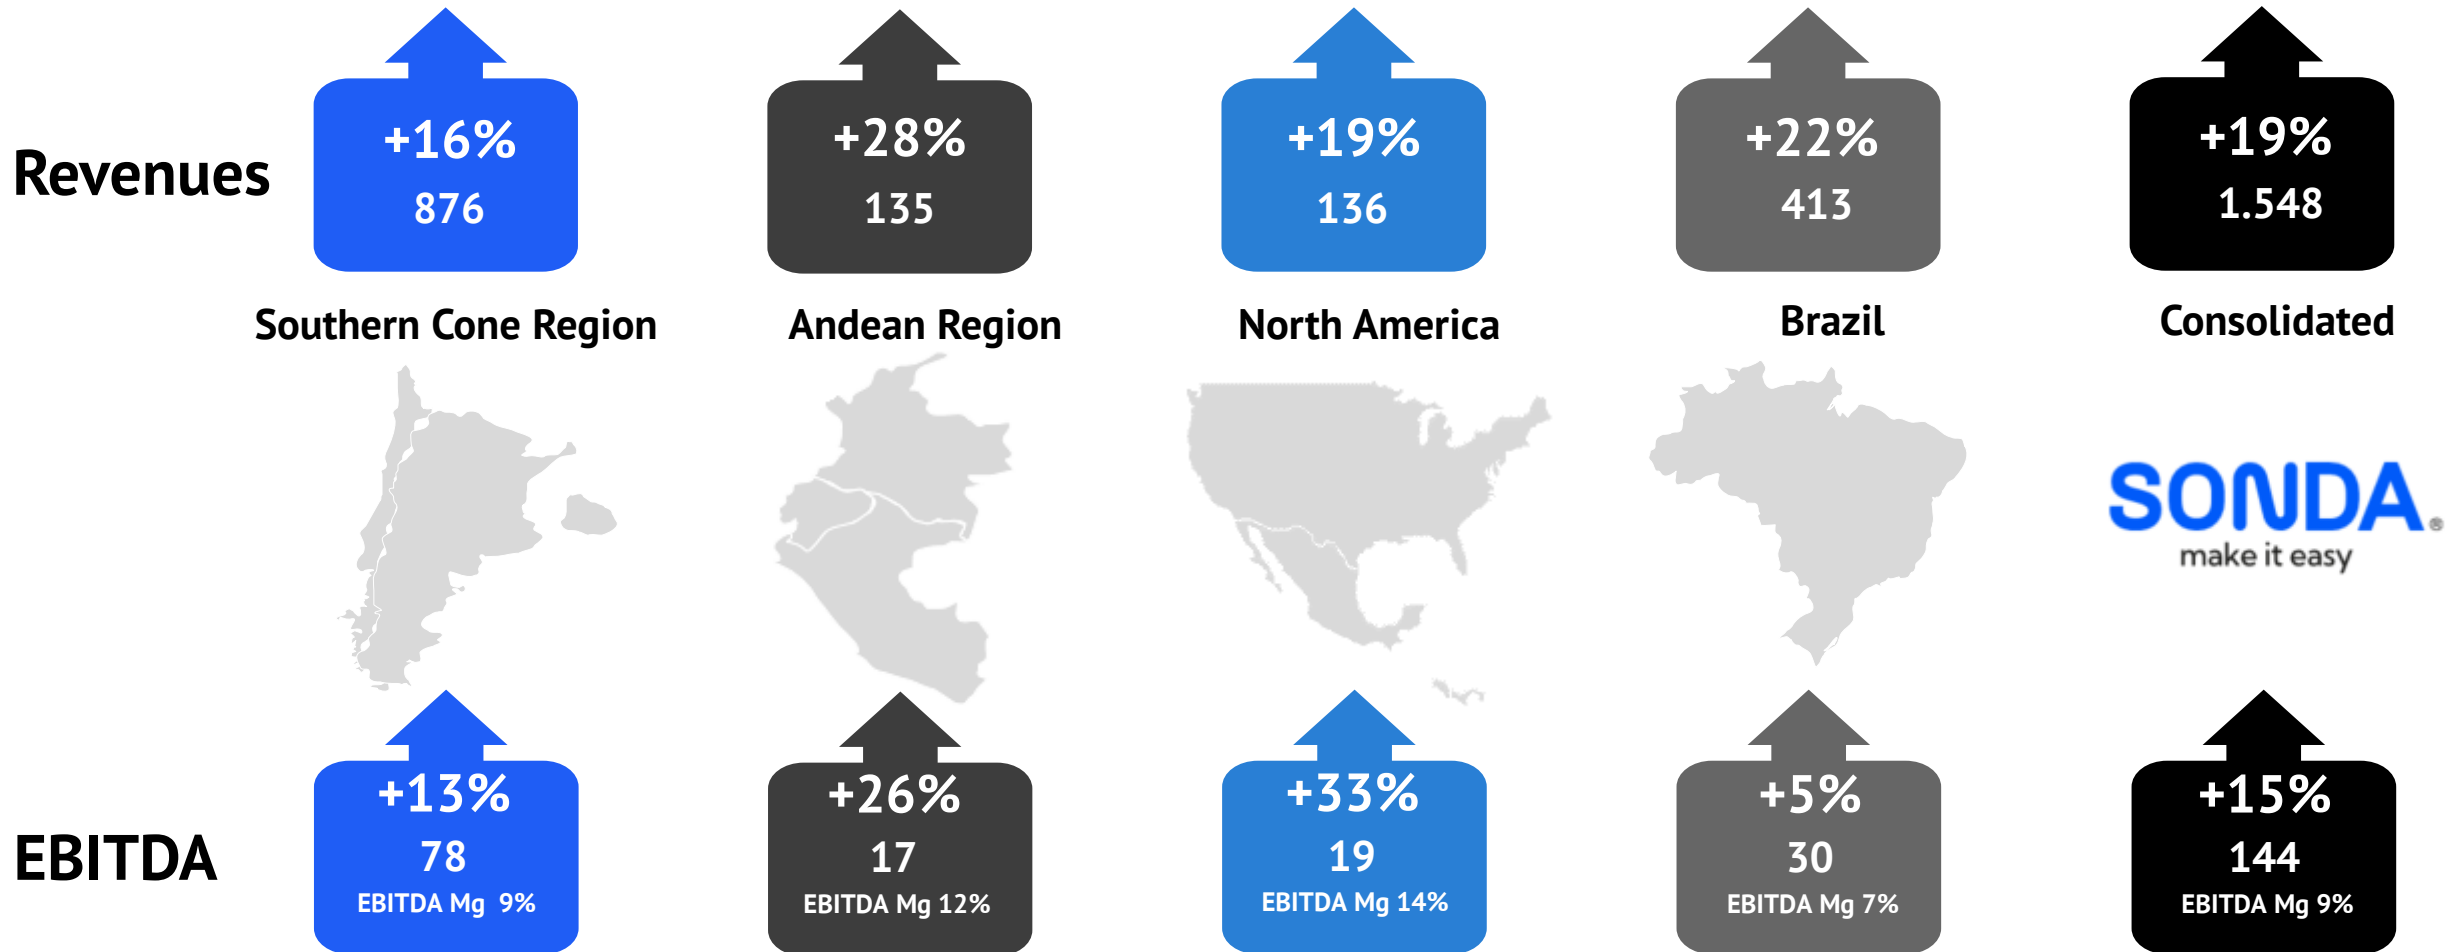 Revenues
+16%
876
+28%
135
+19%
136
+22%
413
+19%
1.548
Southern Cone Region
Andean Region
North America
Brazil
Consolidated
SONDA®
make it easy
EBITDA
+13%
78
EBITDA Mg 9%
+26%
17
EBITDA Mg 12%
+33%
19
EBITDA Mg 14%
+5%
30
EBITDA Mg 7%
+15%
144
EBITDA Mg 9%